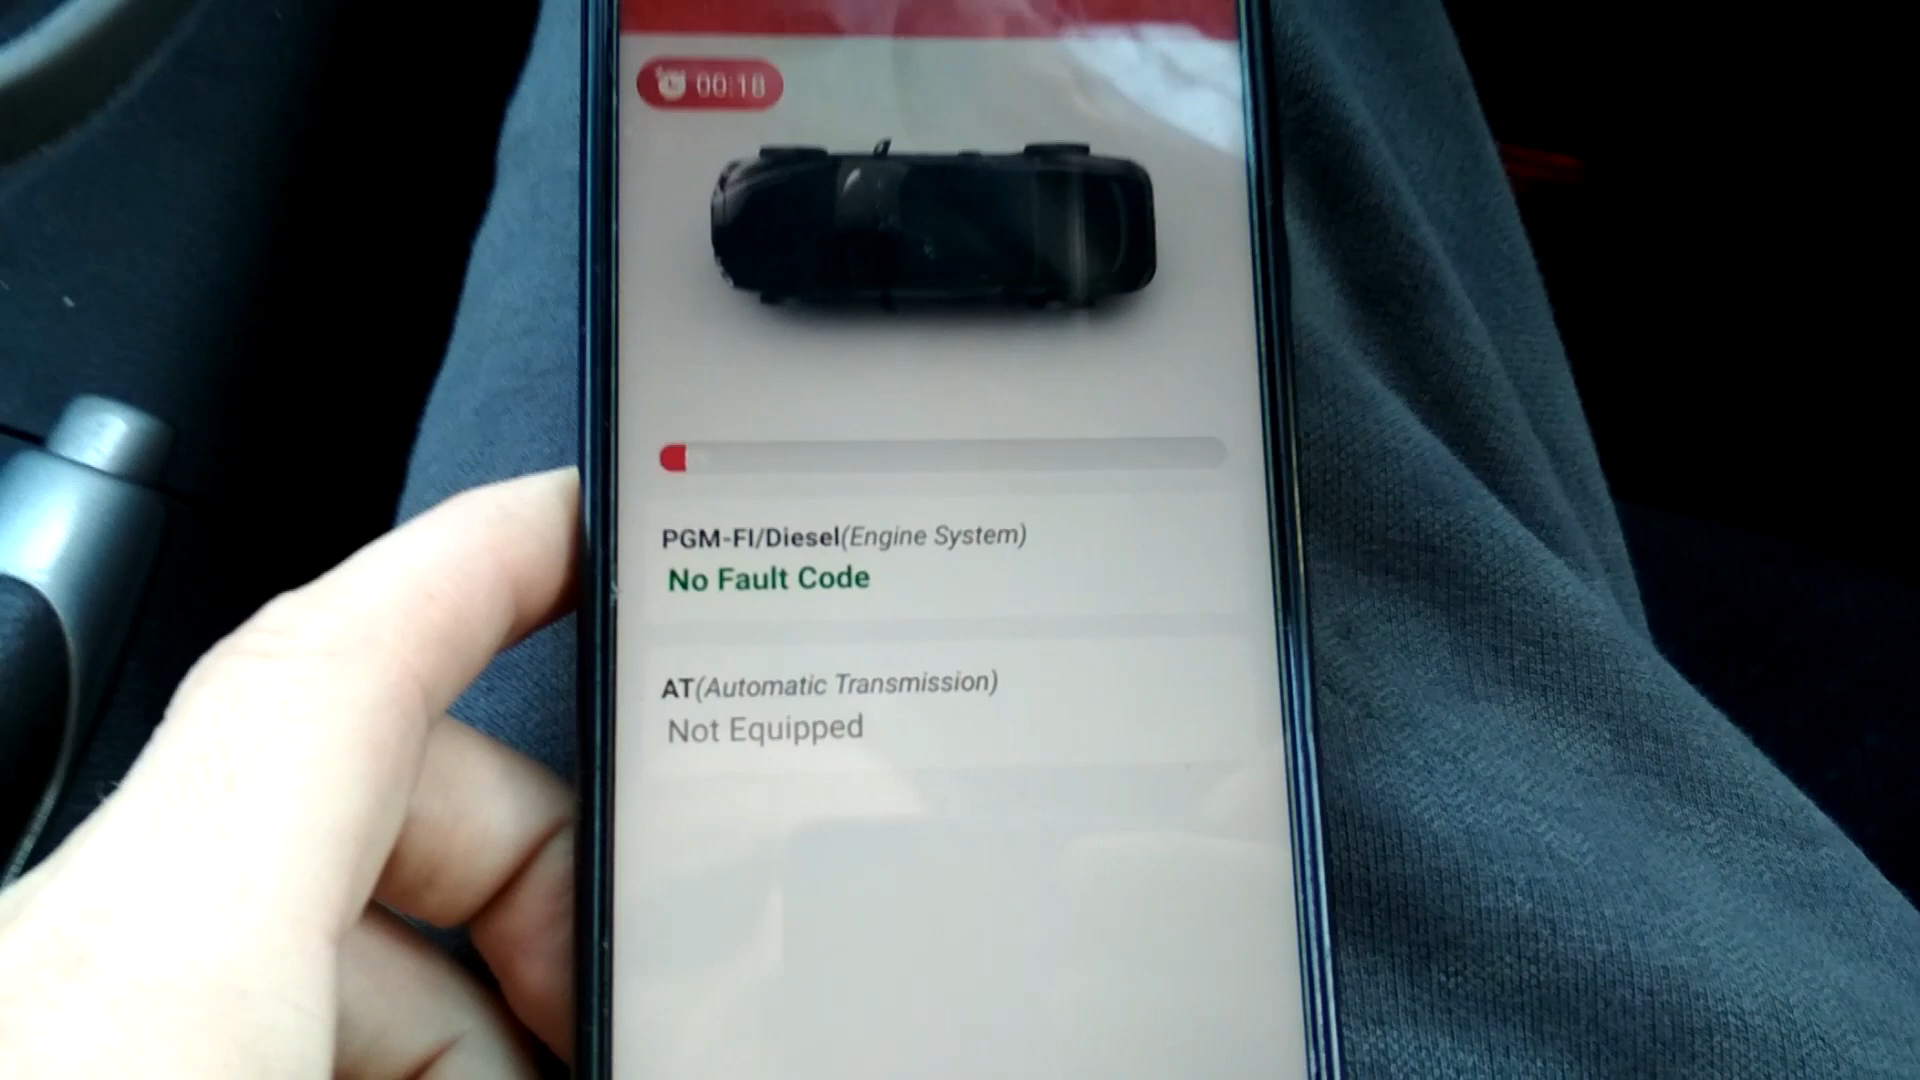 00:18
PGM-FI/Diesel(Engine System)
No Fault Code
AT(Automatic Transmission)
Not Equipped